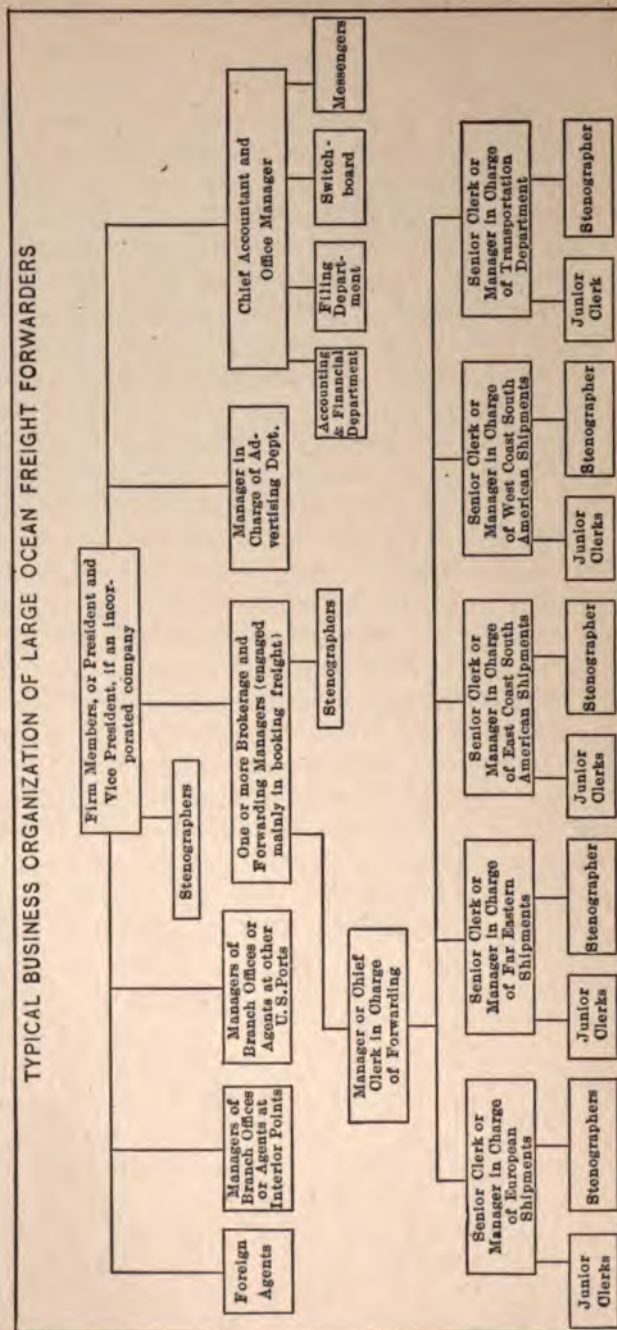 TYPICAL BUSINESS ORGANIZATION OF LARGE OCEAN FREIGHT FORWARDERS
Firm Members, or President and
Vice President, if an incor-
porated company
Stenographers
Foreign
Agents
Managers of
Branch Offices
or Agents at
Interior Points
Managers of
Branch Offices or
Agents at other
U.S.Ports
One or more Brokerage and
Forwarding Managers (engaged
mainly in booking freight)
Manager in
Charge of Ad-
vertising Dept.
Chief Accountant and
Office Manager
Stenographers
Accounting
& Financial
Department
Filing
Depart-
ment
Switch-
board
Messengers
Manager or Chief
Clerk in Charge
of Forwarding
Senior Clerk or
Manager in Charge
of European
Shipments
Senior Clerk or
Manager in Charge
of Far Eastern
Shipments
Senior Clerk or
Manager in Charge
of East Coast South
American Shipments
Senior Clerk or
Manager in Charge
of West Coast South
American Shipments
Senior Clerk or
Manager in Charge
of Transportation
Department
Junior
Clerks
Stenographers
Junior
Clerks
Stenographer
Junior
Clerks
Stenographer
Junior
Clerks
Stenographer
Junior
Clerk
Stenographer